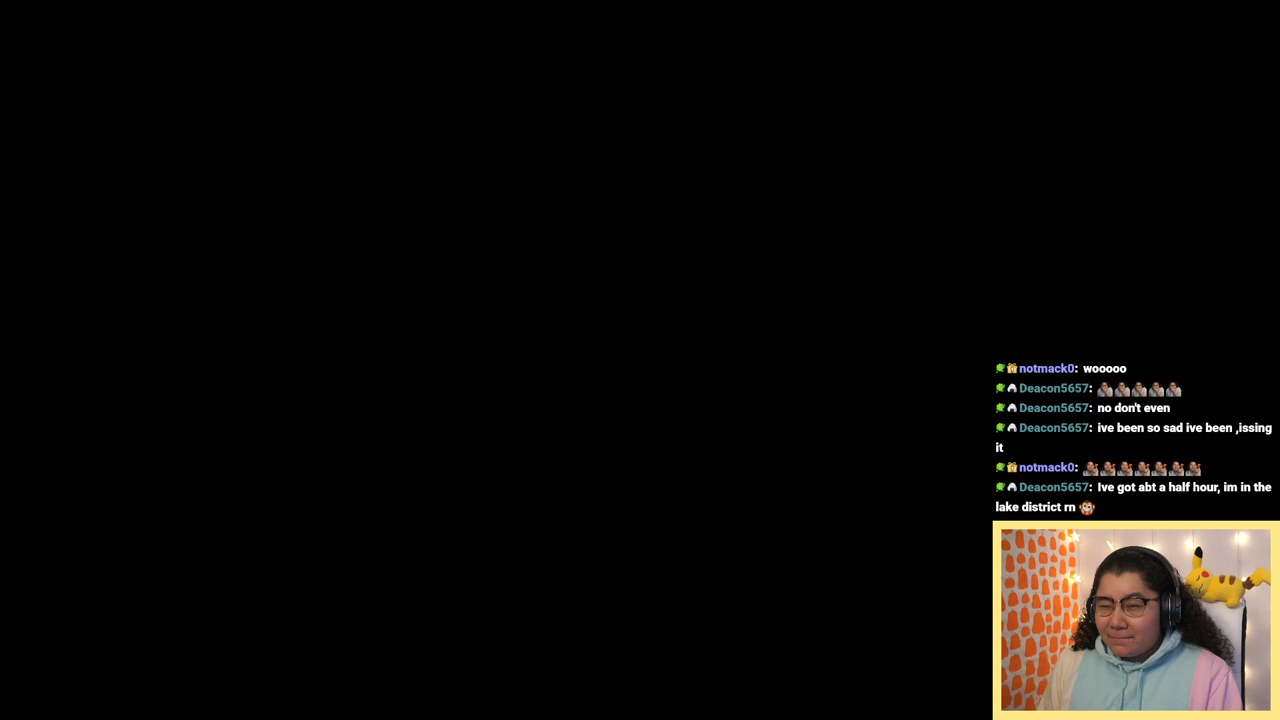 notmack0: wooooo
Deacon5657:
Deacon5657: no don't even
Deacon5657: ive been so sad ive been ,issing
it
notmack0:
Deacon5657: Ive got abt a half hour, im in the
lake district rn